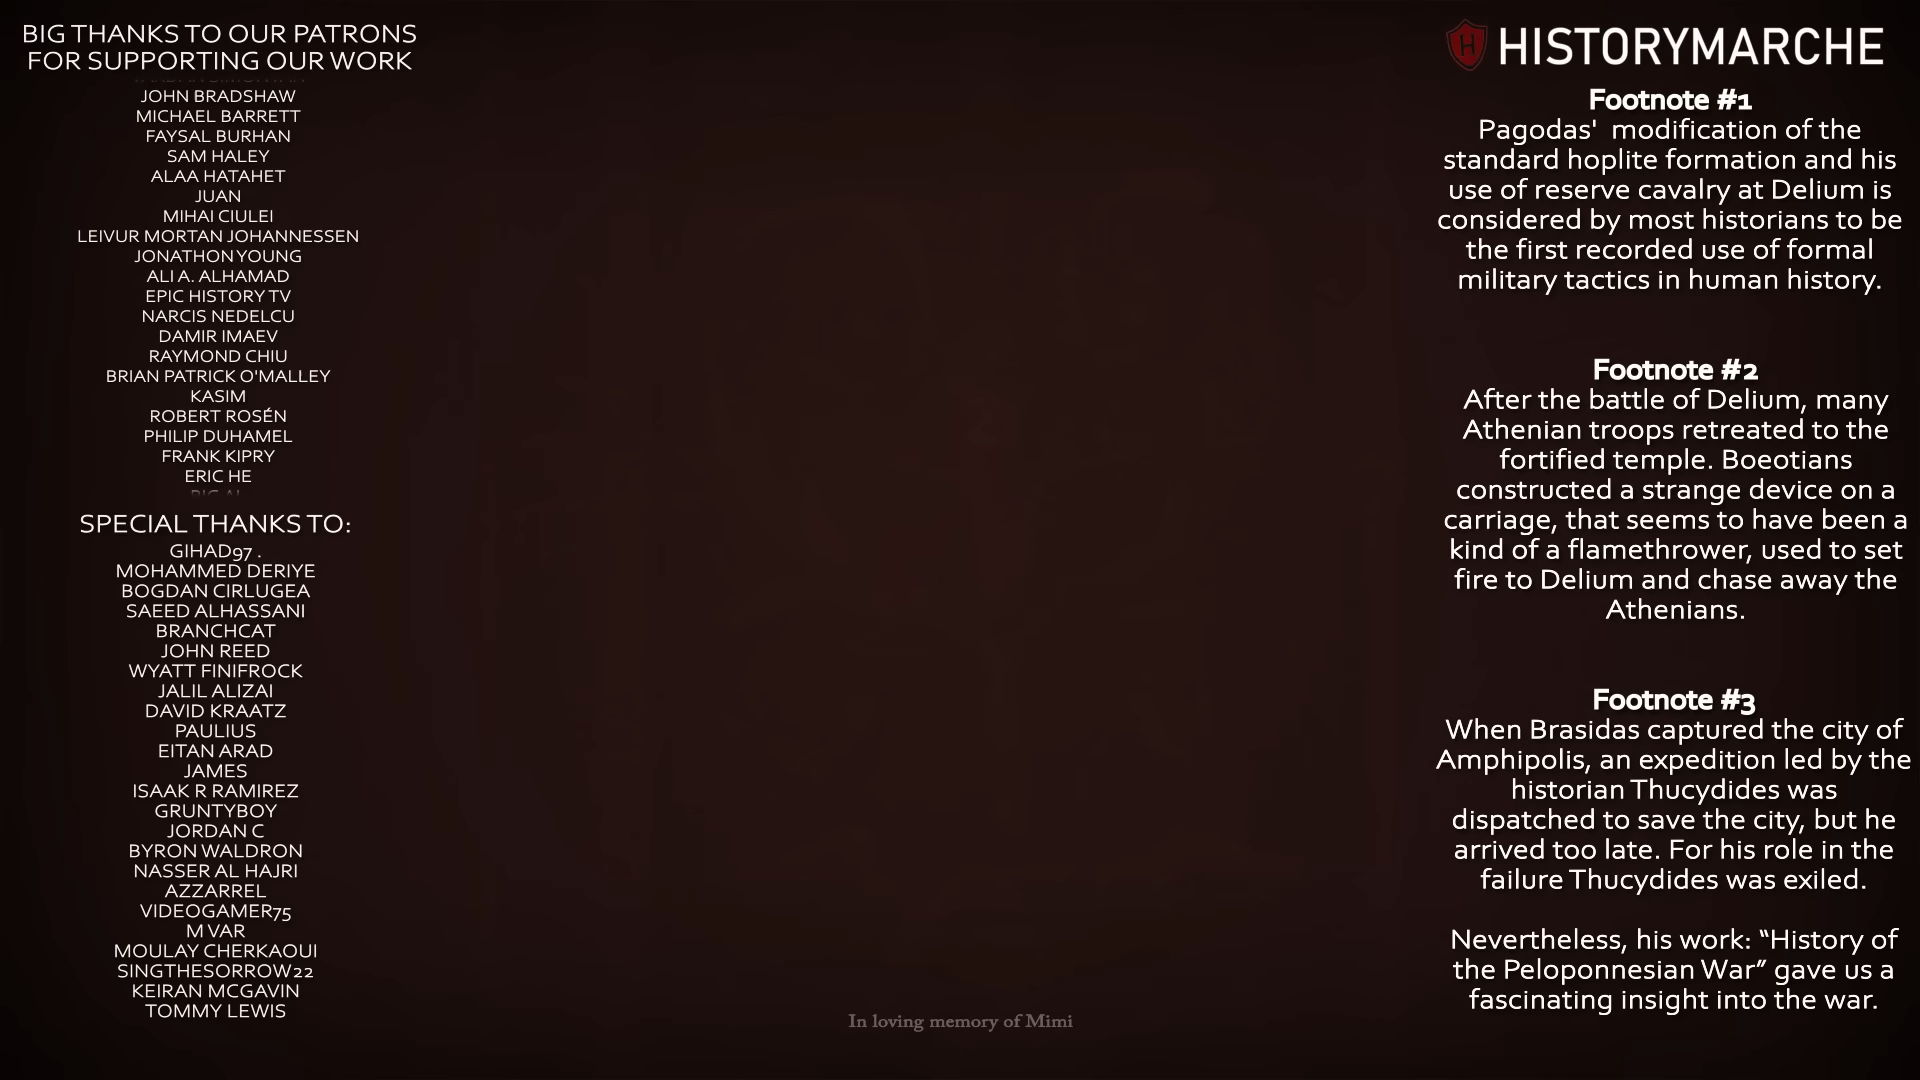 BIG THANKS TO OUR PATRONS
FOR SUPPORTING OUR WORK
JOHN BRADSHAW
MICHAEL BARRETT
FAYSAL BURHAN
SAM HALEY
ALAA HATAHET
JUAN
MIHAI CIULEI
LEIVUR MORTAN JOHANNESSEN
JONATHON YOUNG
ALI A. ALHAMAD
EPIC HISTORY TV
NARCIS NEDELCU
DAMIR IMAEV
RAYMOND CHIU
BRIAN PATRICK O'MALLEY
KASIM
ROBERT ROSÉN
PHILIP DUHAMEL
FRANK KIPRY
ERIC HE
BIG AL
SPECIAL THANKS TO:
GIHAD97 .
MOHAMMED DERIYE
BOGDAN CIRLUGEA
SAEED ALHASSANI
BRANCHCAT
JOHN REED
WYATT FINIFROCK
JALIL ALIZAI
DAVID KRAATZ
PAULIUS
EITAN ARAD
JAMES
ISAAK R RAMIREZ
GRUNTYBOY
JORDAN C
BYRON WALDRON
NASSER AL HAJRI
AZZARREL
VIDEOGAMER75
M VAR
MOULAY CHERKAOUI
SINGTHESORROW22
KEIRAN MCGAVIN
TOMMY LEWIS
In loving memory of Mimi
H HISTORYMARCHE
Footnote #1
Pagodas' modification of the
standard hoplite formation and his
use of reserve cavalry at Delium is
considered by most historians to be
the first recorded use of formal
military tactics in human history.
Footnote #2
After the battle of Delium, many
Athenian troops retreated to the
fortified temple. Boeotians
constructed a strange device on a
carriage, that seems to have been a
kind of a flamethrower, used to set
fire to Delium and chase away the
Athenians.
Footnote #3
When Brasidas captured the city of
Amphipolis, an expedition led by the
historian Thucydides was
dispatched to save the city, but he
arrived too late. For his role in the
failure Thucydides was exiled.
Nevertheless, his work: “History of
the Peloponnesian War” gave us a
fascinating insight into the war.